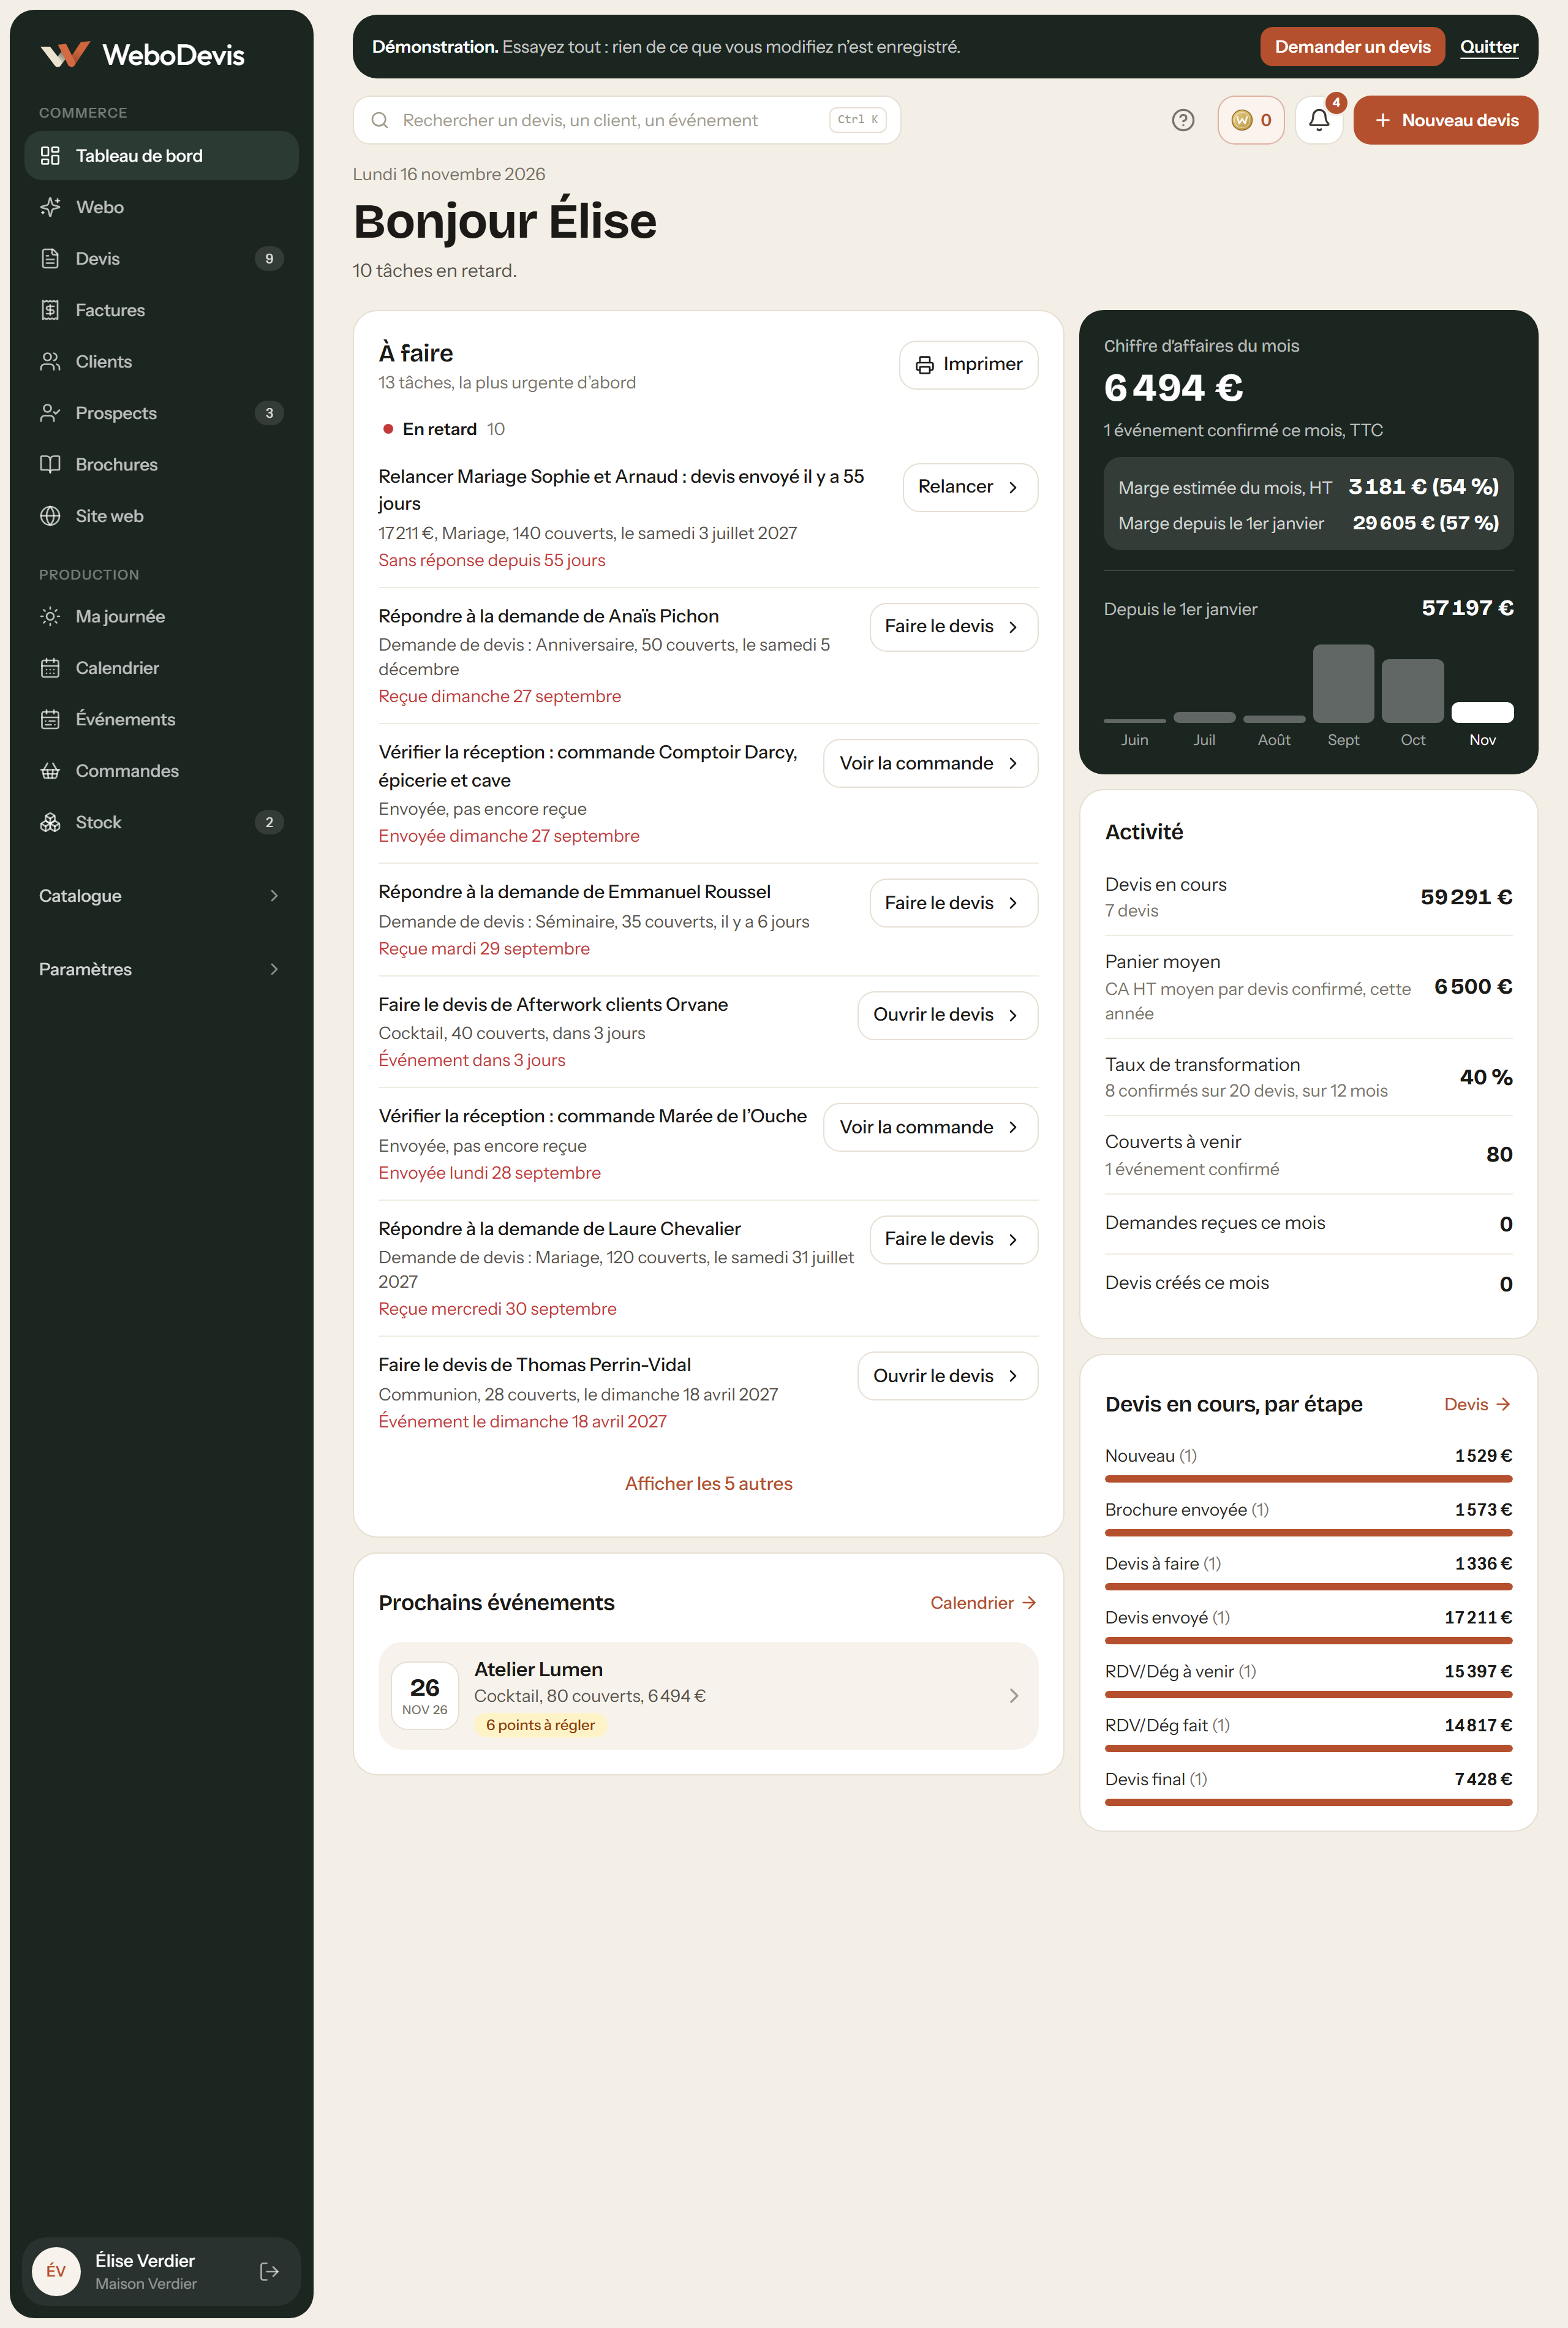 WeboDevis
COMMERCE
Tableau de bord
Webo
Devis 9
Factures
Clients
Prospects 3
Brochures
Site web
PRODUCTION
Ma journée
Calendrier
Événements
Commandes
Stock 2
Catalogue
Paramètres
ÉV
Élise Verdier
Maison Verdier
Démonstration. Essayez tout : rien de ce que vous modifiez n’est enregistré.
Demander un devis
Quitter
Rechercher un devis, un client, un événement
Ctrl K
W 0
4
Nouveau devis
Lundi 16 novembre 2026
Bonjour Élise
10 tâches en retard.
À faire
13 tâches, la plus urgente d’abord
Imprimer
En retard 10
Relancer Mariage Sophie et Arnaud : devis envoyé il y a 55
jours
17 211 €, Mariage, 140 couverts, le samedi 3 juillet 2027
Sans réponse depuis 55 jours
Relancer
Répondre à la demande de Anaïs Pichon
Demande de devis : Anniversaire, 50 couverts, le samedi 5
décembre
Reçue dimanche 27 septembre
Faire le devis
Vérifier la réception : commande Comptoir Darcy,
épicerie et cave
Envoyée, pas encore reçue
Envoyée dimanche 27 septembre
Voir la commande
Répondre à la demande de Emmanuel Roussel
Demande de devis : Séminaire, 35 couverts, il y a 6 jours
Reçue mardi 29 septembre
Faire le devis
Faire le devis de Afterwork clients Orvane
Cocktail, 40 couverts, dans 3 jours
Événement dans 3 jours
Ouvrir le devis
Vérifier la réception : commande Marée de l’Ouche
Envoyée, pas encore reçue
Envoyée lundi 28 septembre
Voir la commande
Répondre à la demande de Laure Chevalier
Demande de devis : Mariage, 120 couverts, le samedi 31 juillet
2027
Reçue mercredi 30 septembre
Faire le devis
Faire le devis de Thomas Perrin-Vidal
Communion, 28 couverts, le dimanche 18 avril 2027
Événement le dimanche 18 avril 2027
Ouvrir le devis
Afficher les 5 autres
Prochains événements
Calendrier
26
NOV 26
Atelier Lumen
Cocktail, 80 couverts, 6 494 €
6 points à régler
Chiffre d’affaires du mois
6 494 €
1 événement confirmé ce mois, TTC
Marge estimée du mois, HT 3 181 € (54 %)
Marge depuis le 1er janvier 29 605 € (57 %)
Depuis le 1er janvier 57 197 €
Juin Juil Août Sept Oct Nov
Activité
Devis en cours
7 devis
59 291 €
Panier moyen
CA HT moyen par devis confirmé, cette
année
6 500 €
Taux de transformation
8 confirmés sur 20 devis, sur 12 mois
40 %
Couverts à venir
1 événement confirmé
80
Demandes reçues ce mois 0
Devis créés ce mois 0
Devis en cours, par étape
Devis
Nouveau (1) 1 529 €
Brochure envoyée (1) 1 573 €
Devis à faire (1) 1 336 €
Devis envoyé (1) 17 211 €
RDV/Dég à venir (1) 15 397 €
RDV/Dég fait (1) 14 817 €
Devis final (1) 7 428 €